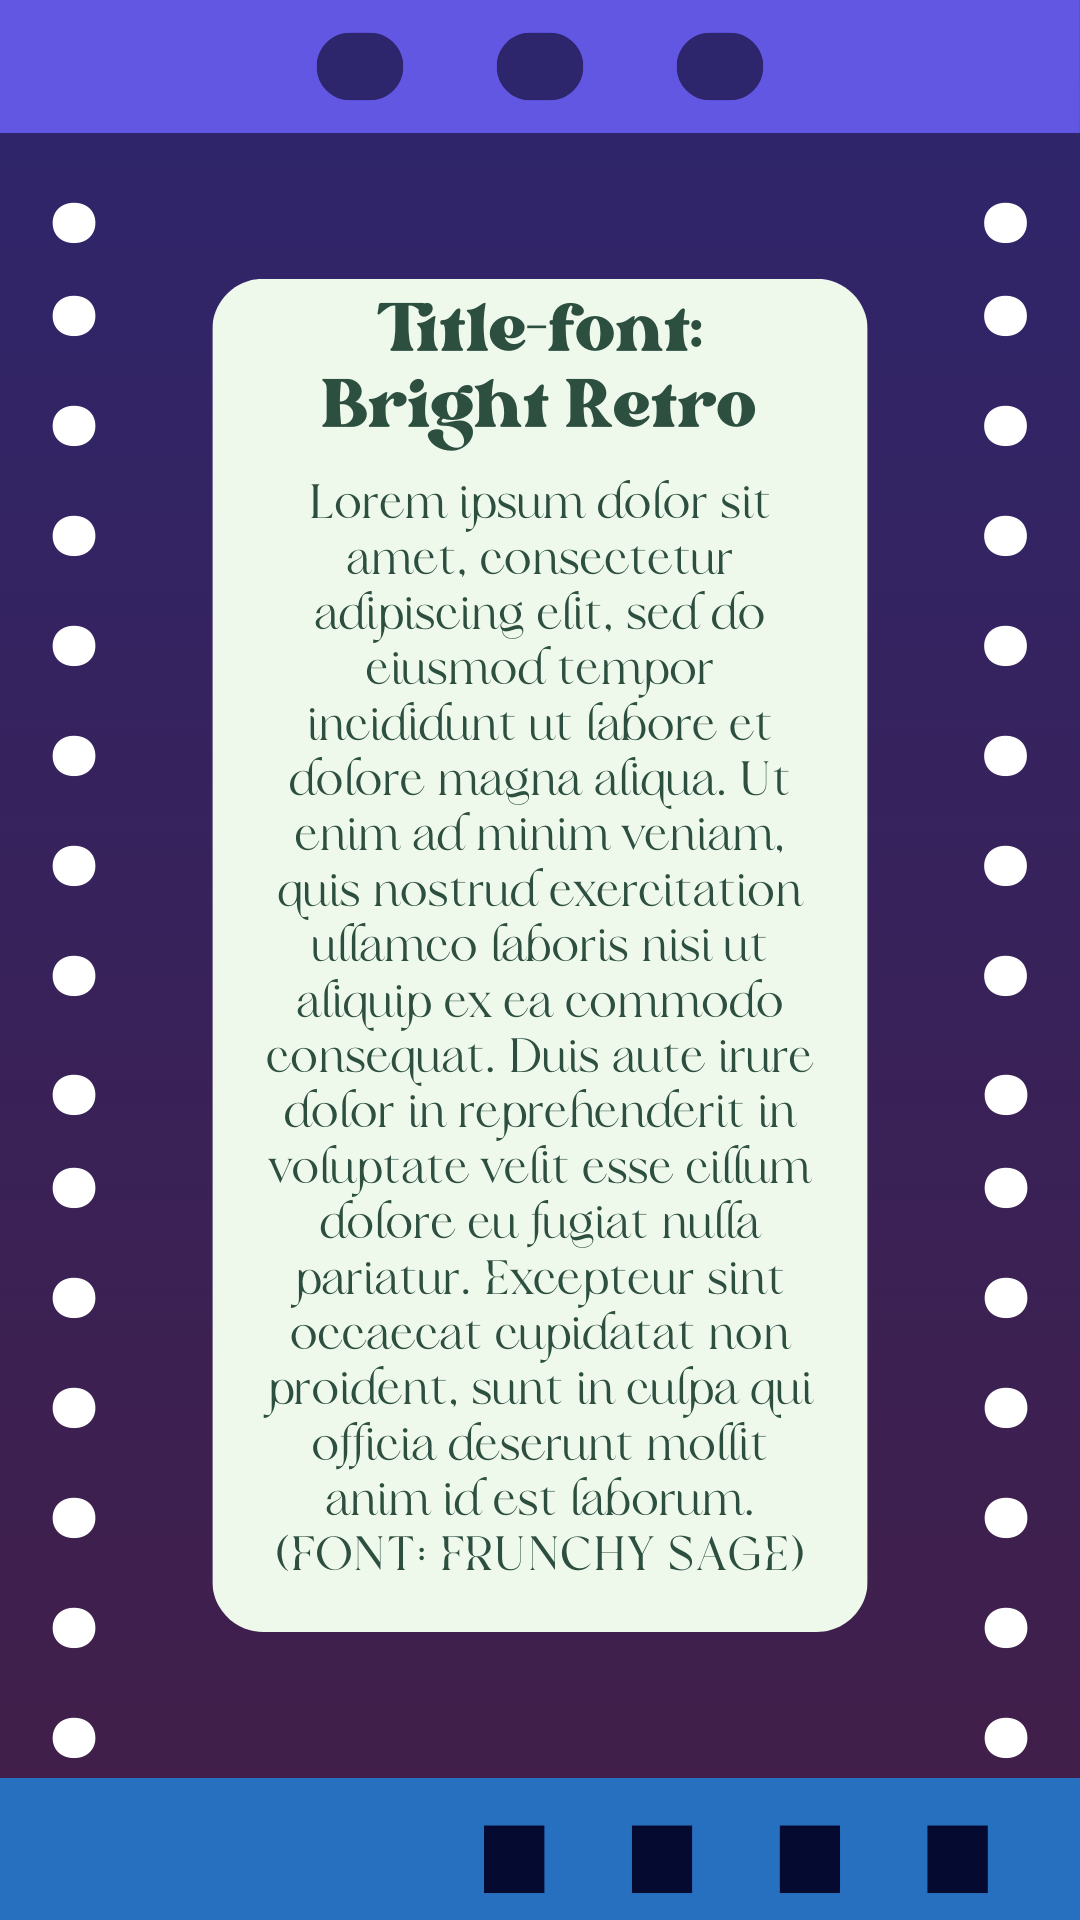 Title-font:
Bright Retro
Lorem ipsum dolor sit
amet, consectetur
adipiscing elit, sed do
eiusmod tempor
incididunt ut labore et
dolore magna aliqua. Ut
enim ad minim veniam,
quis nostrud exercitation
ullamco laboris nisi ut
aliquip ex ea commodo
consequat. Duis aute irure
dolor in reprehenderit in
voluptate velit esse cillum
dolore eu fugiat nulla
pariatur. Excepteur sint
occaecat cupidatat non
proident, sunt in culpa qui
officia deserunt mollit
anim id est laborum.
(FONT: FRUNCHY SAGE)